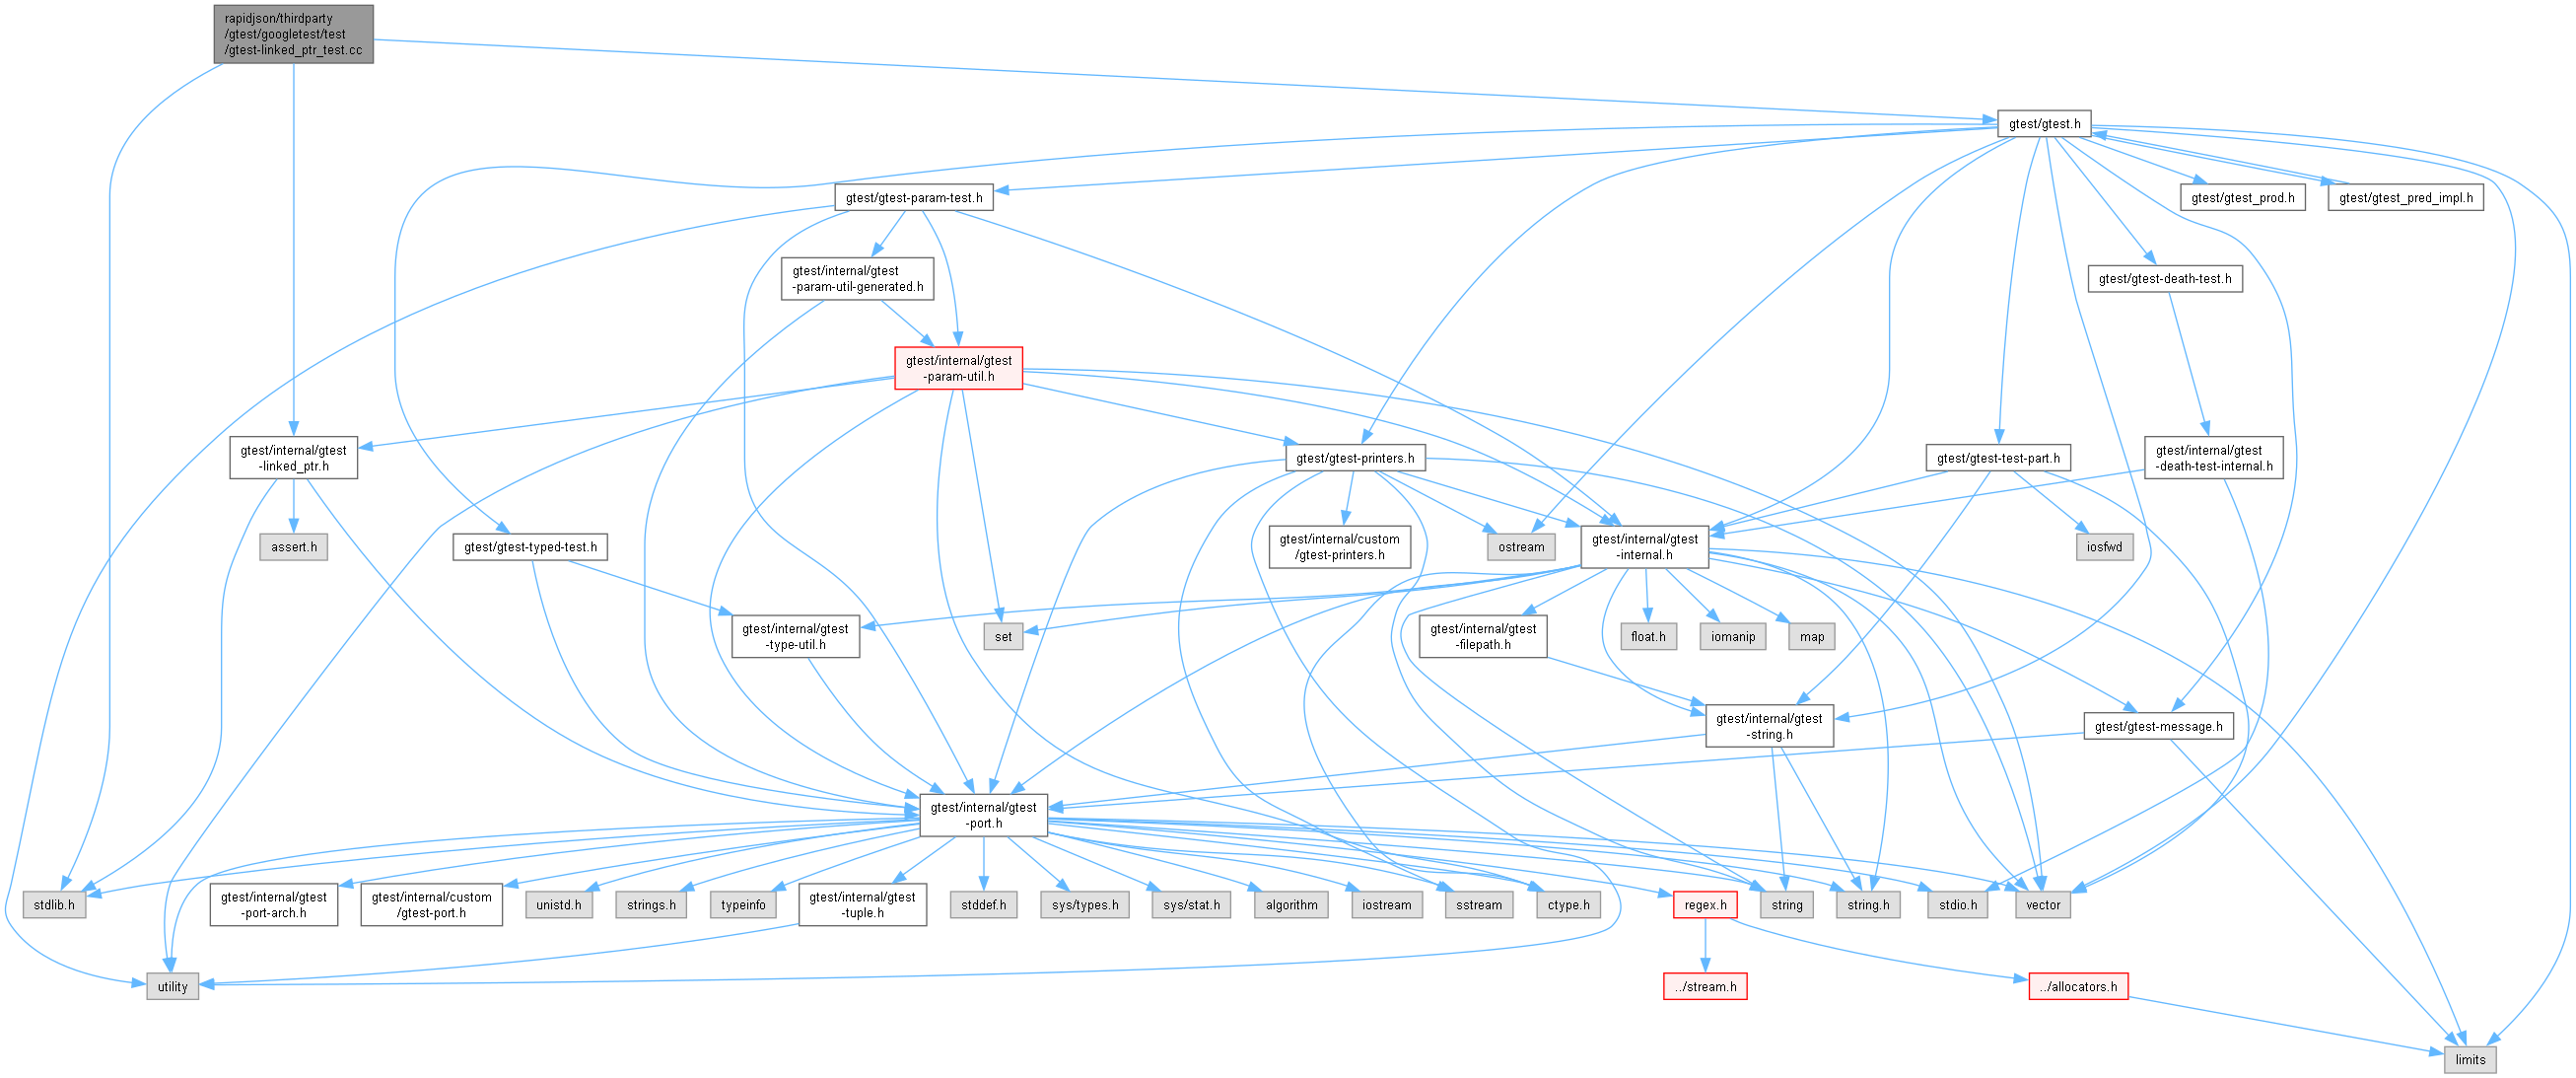 rapidjson/thirdparty
/gtest/googletest/test
/gtest-linked_ptr_test.cc
gtest/gtest.h
gtest/gtest-param-test.h
gtest/gtest_prod.h
gtest/gtest_pred_impl.h
gtest/internal/gtest
-param-util-generated.h
gtest/gtest-death-test.h
gtest/internal/gtest
-param-util.h
gtest/internal/gtest
-linked_ptr.h
gtest/gtest-printers.h
gtest/gtest-test-part.h
gtest/internal/gtest
-death-test-internal.h
assert.h
gtest/gtest-typed-test.h
gtest/internal/custom
/gtest-printers.h
ostream
gtest/internal/gtest
-internal.h
iosfwd
gtest/internal/gtest
-type-util.h
set
gtest/internal/gtest
-filepath.h
float.h
iomanip
map
gtest/internal/gtest
-string.h
gtest/gtest-message.h
gtest/internal/gtest
-port.h
stdlib.h
gtest/internal/gtest
-port-arch.h
gtest/internal/custom
/gtest-port.h
unistd.h
strings.h
typeinfo
gtest/internal/gtest
-tuple.h
stddef.h
sys/types.h
sys/stat.h
algorithm
iostream
sstream
ctype.h
regex.h
string
string.h
stdio.h
vector
utility
../stream.h
../allocators.h
limits